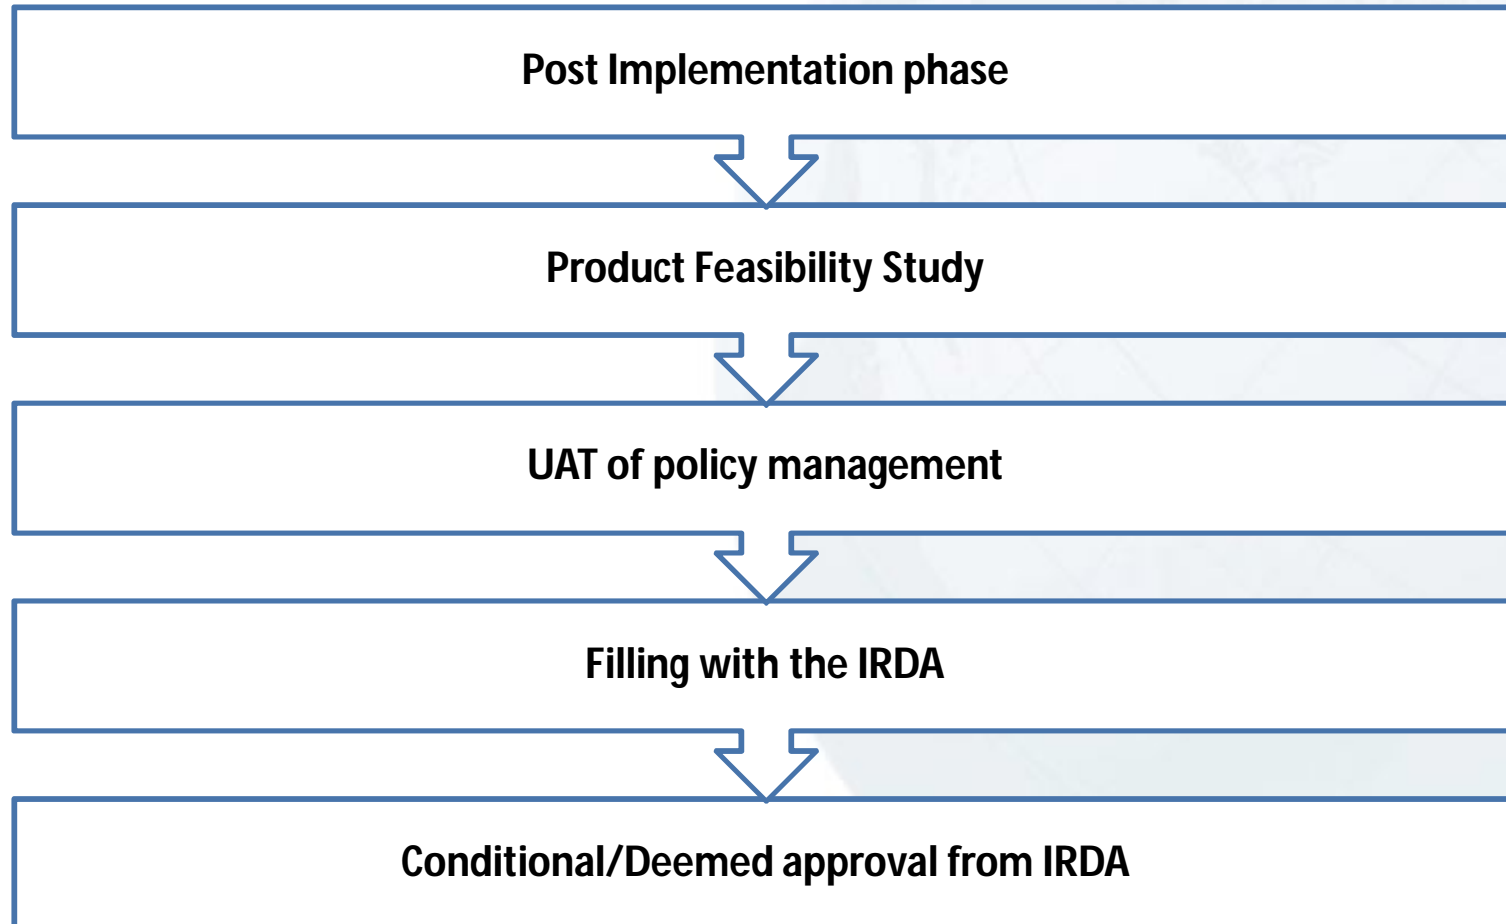 Post Implementation phase
Product Feasibility Study
UAT of policy management
Filling with the IRDA
Conditional/Deemed approval from IRDA